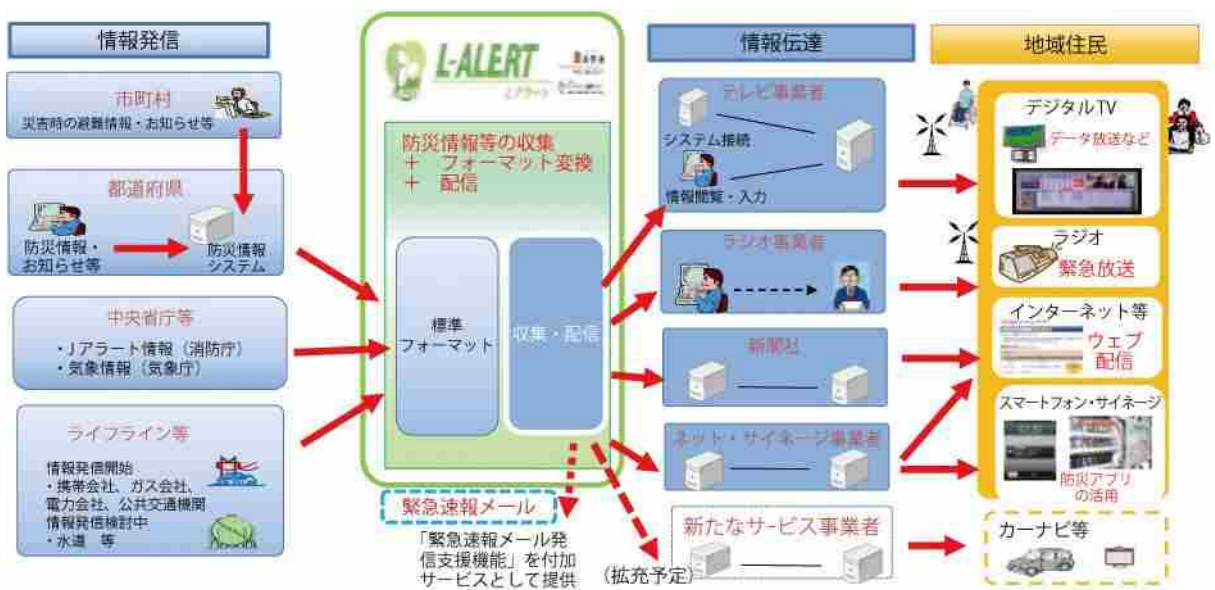 情報発信
市町村
災害時の避難情報・お知らせ等
都道府県
防災情報・
お知らせ等
防災情報
システム
中央省庁等
・Jアラート情報（消防庁）
・気象情報（気象庁）
ライフライン等
情報発信開始
・携帯会社、ガス会社、
電力会社、公共交通機関
情報発信検討中
・水道　等
L-ALERT
Lアラート
防災情報等の収集
＋　フォーマット変換
＋　配信
標準
フォーマット
収集・配信
緊急速報メール
「緊急速報メール発
信支援機能」を付加
サービスとして提供
（拡充予定）
情報伝達
テレビ事業者
システム接続
情報閲覧・入力
ラジオ事業者
新聞社
ネット・サイネージ事業者
新たなサービス事業者
地域住民
デジタルTV
データ放送など
ラジオ
緊急放送
インターネット等
ウェブ
配信
スマートフォン・サイネージ
防災アプリ
の活用
カーナビ等